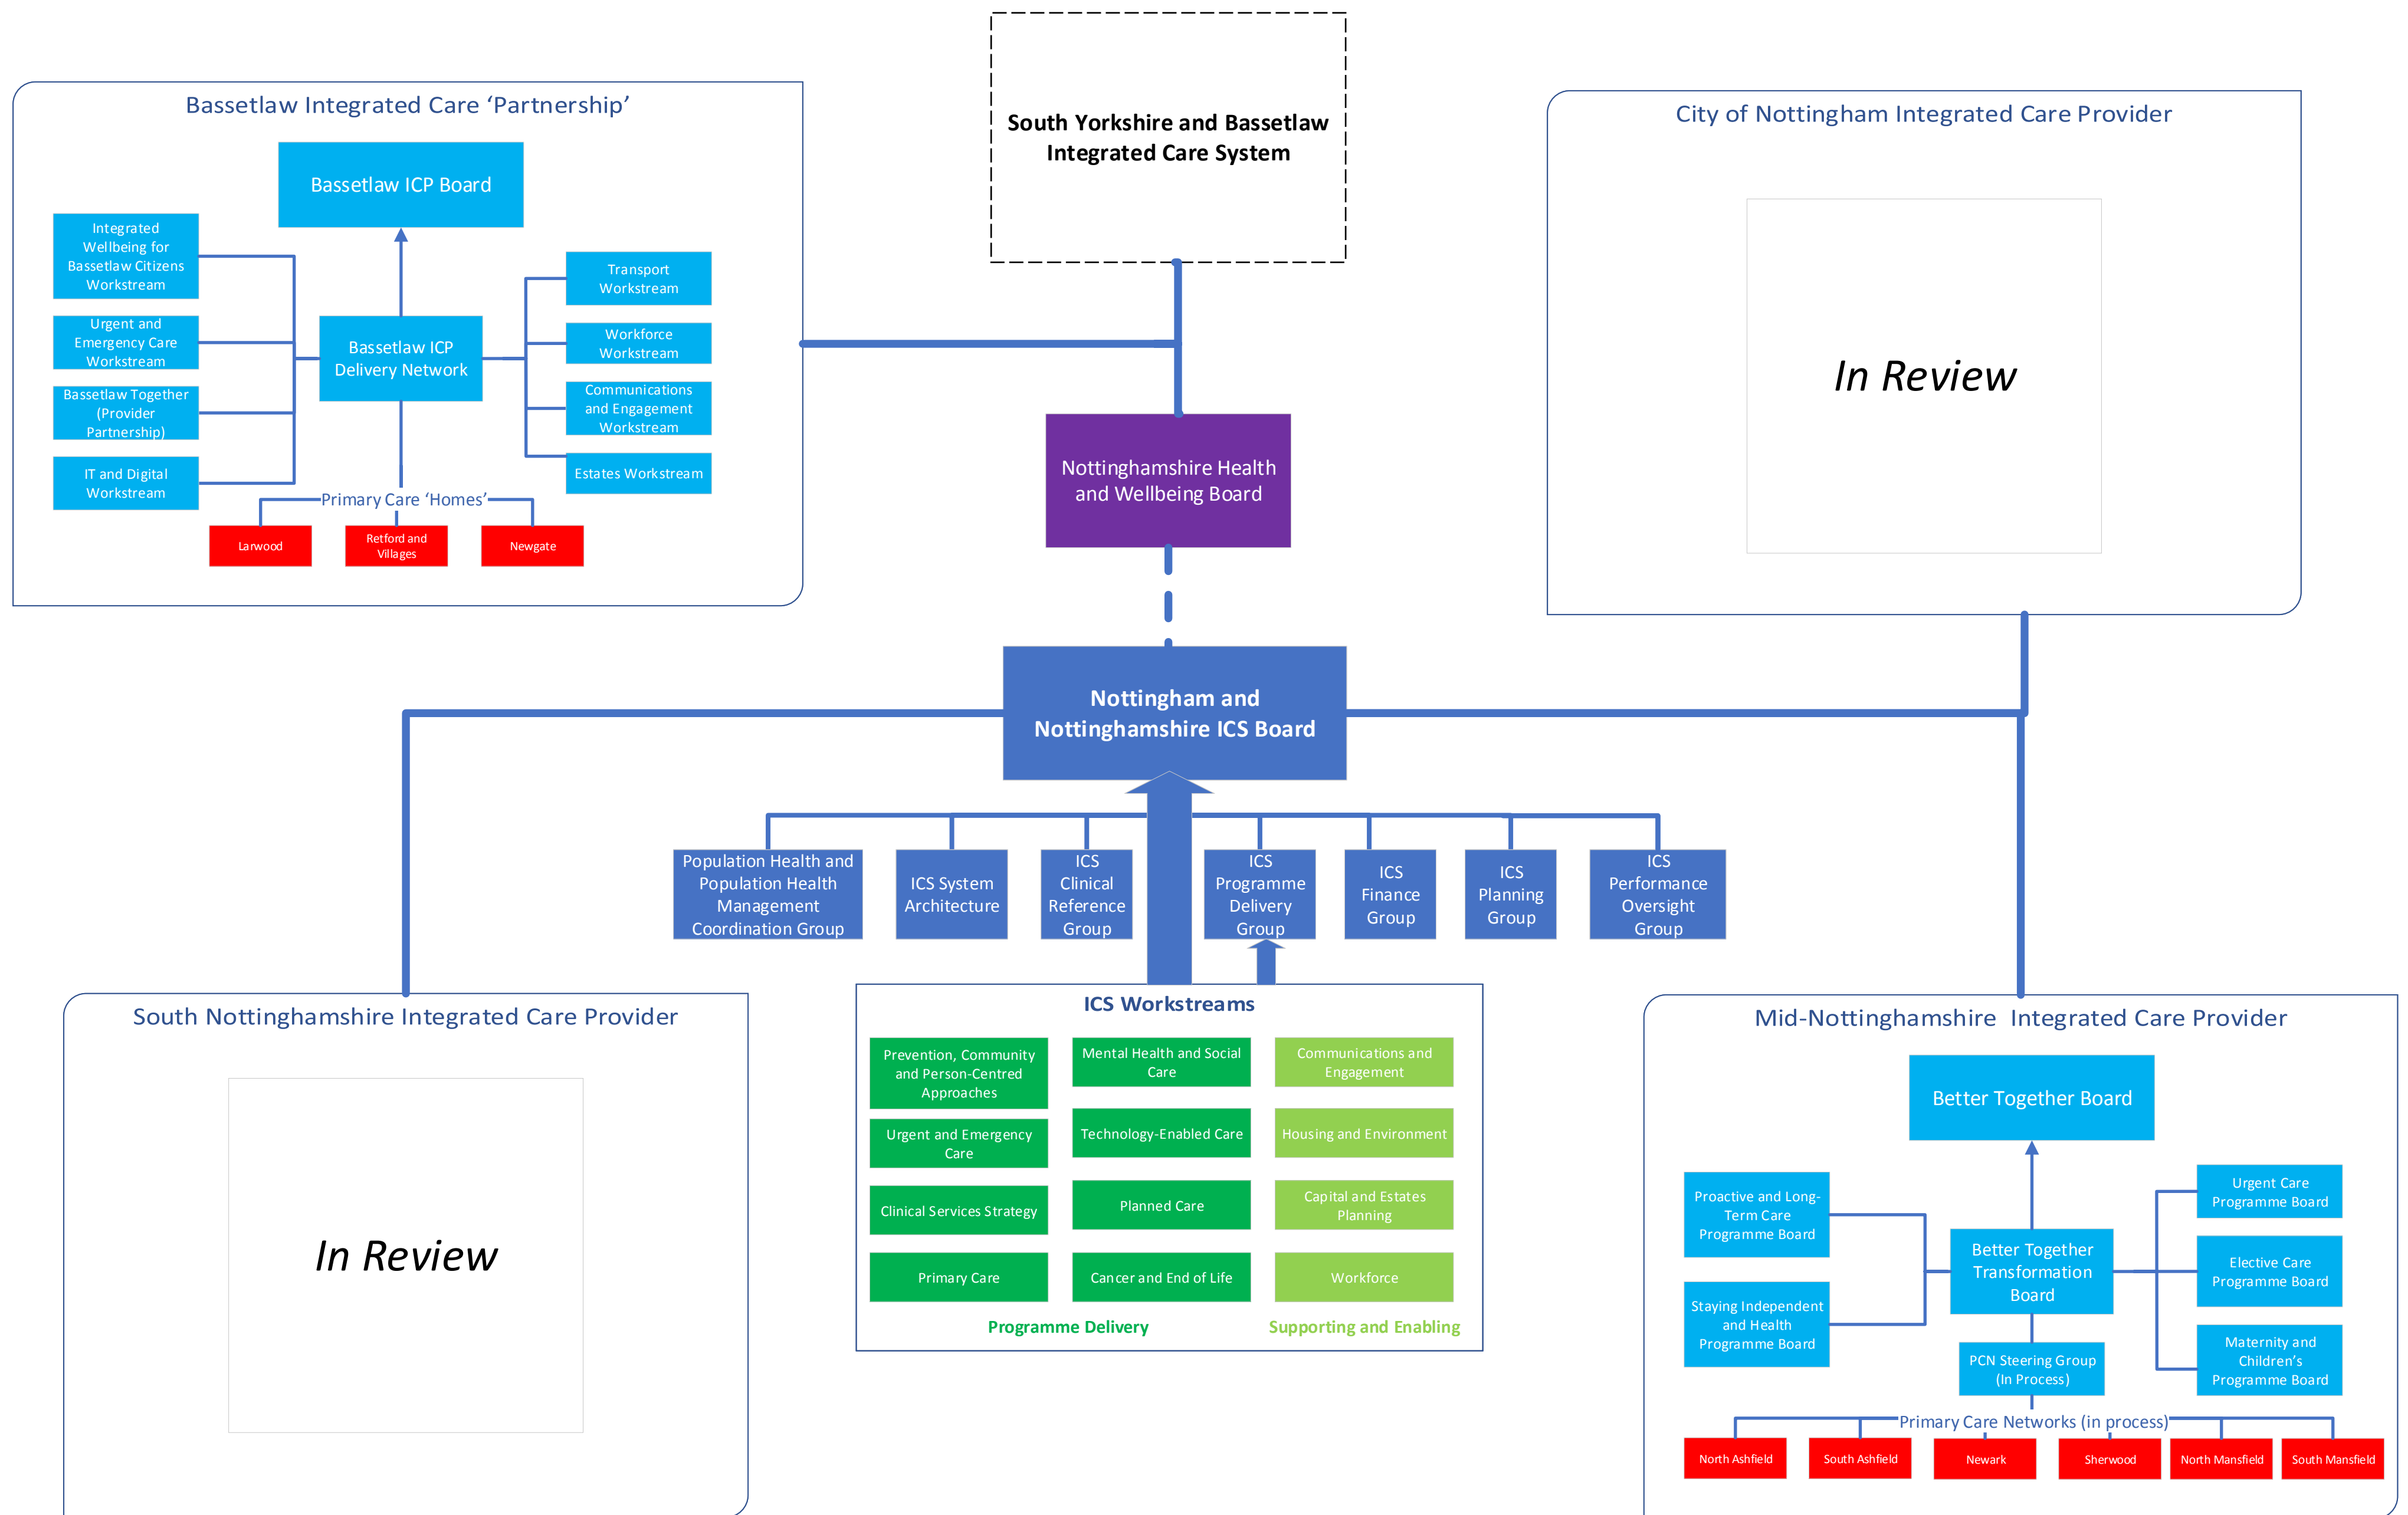 South Yorkshire and Bassetlaw
Integrated Care System
Bassetlaw Integrated Care ‘Partnership’
Bassetlaw ICP Board
Integrated
Wellbeing for
Bassetlaw Citizens
Workstream
Urgent and
Emergency Care
Workstream
Bassetlaw Together
(Provider
Partnership)
IT and Digital
Workstream
Bassetlaw ICP
Delivery Network
Transport
Workstream
Workforce
Workstream
Communications
and Engagement
Workstream
Estates Workstream
Primary Care ‘Homes’
Larwood
Retford and
Villages
Newgate
City of Nottingham Integrated Care Provider
In Review
Nottinghamshire Health
and Wellbeing Board
Nottingham and
Nottinghamshire ICS Board
Population Health and
Population Health
Management
Coordination Group
ICS System
Architecture
ICS
Clinical
Reference
Group
ICS
Programme
Delivery
Group
ICS
Finance
Group
ICS
Planning
Group
ICS
Performance
Oversight
Group
South Nottinghamshire Integrated Care Provider
In Review
ICS Workstreams
Prevention, Community
and Person-Centred
Approaches
Urgent and Emergency
Care
Clinical Services Strategy
Primary Care
Mental Health and Social
Care
Technology-Enabled Care
Planned Care
Cancer and End of Life
Communications and
Engagement
Housing and Environment
Capital and Estates
Planning
Workforce
Programme Delivery
Supporting and Enabling
Mid-Nottinghamshire  Integrated Care Provider
Better Together Board
Proactive and Long-
Term Care
Programme Board
Staying Independent
and Health
Programme Board
Better Together
Transformation
Board
Urgent Care
Programme Board
Elective Care
Programme Board
Maternity and
Children’s
Programme Board
PCN Steering Group
(In Process)
Primary Care Networks (in process)
North Ashfield
South Ashfield
Newark
Sherwood
North Mansfield
South Mansfield